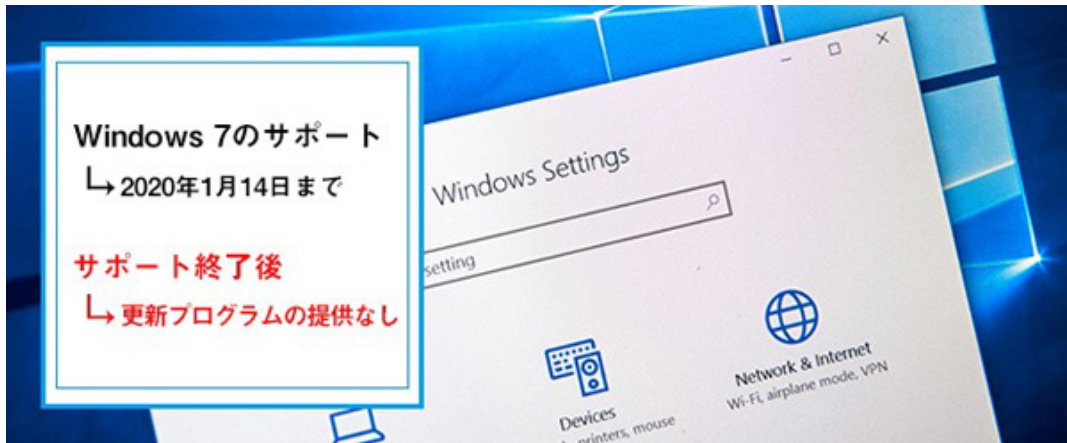 Windows 7のサポート
↳2020年1月14日まで
サポート終了後
↳更新プログラムの提供なし
Windows Settings
setting
Devices
printers, mouse
Network & Internet
Wi-Fi, airplane mode, VPN